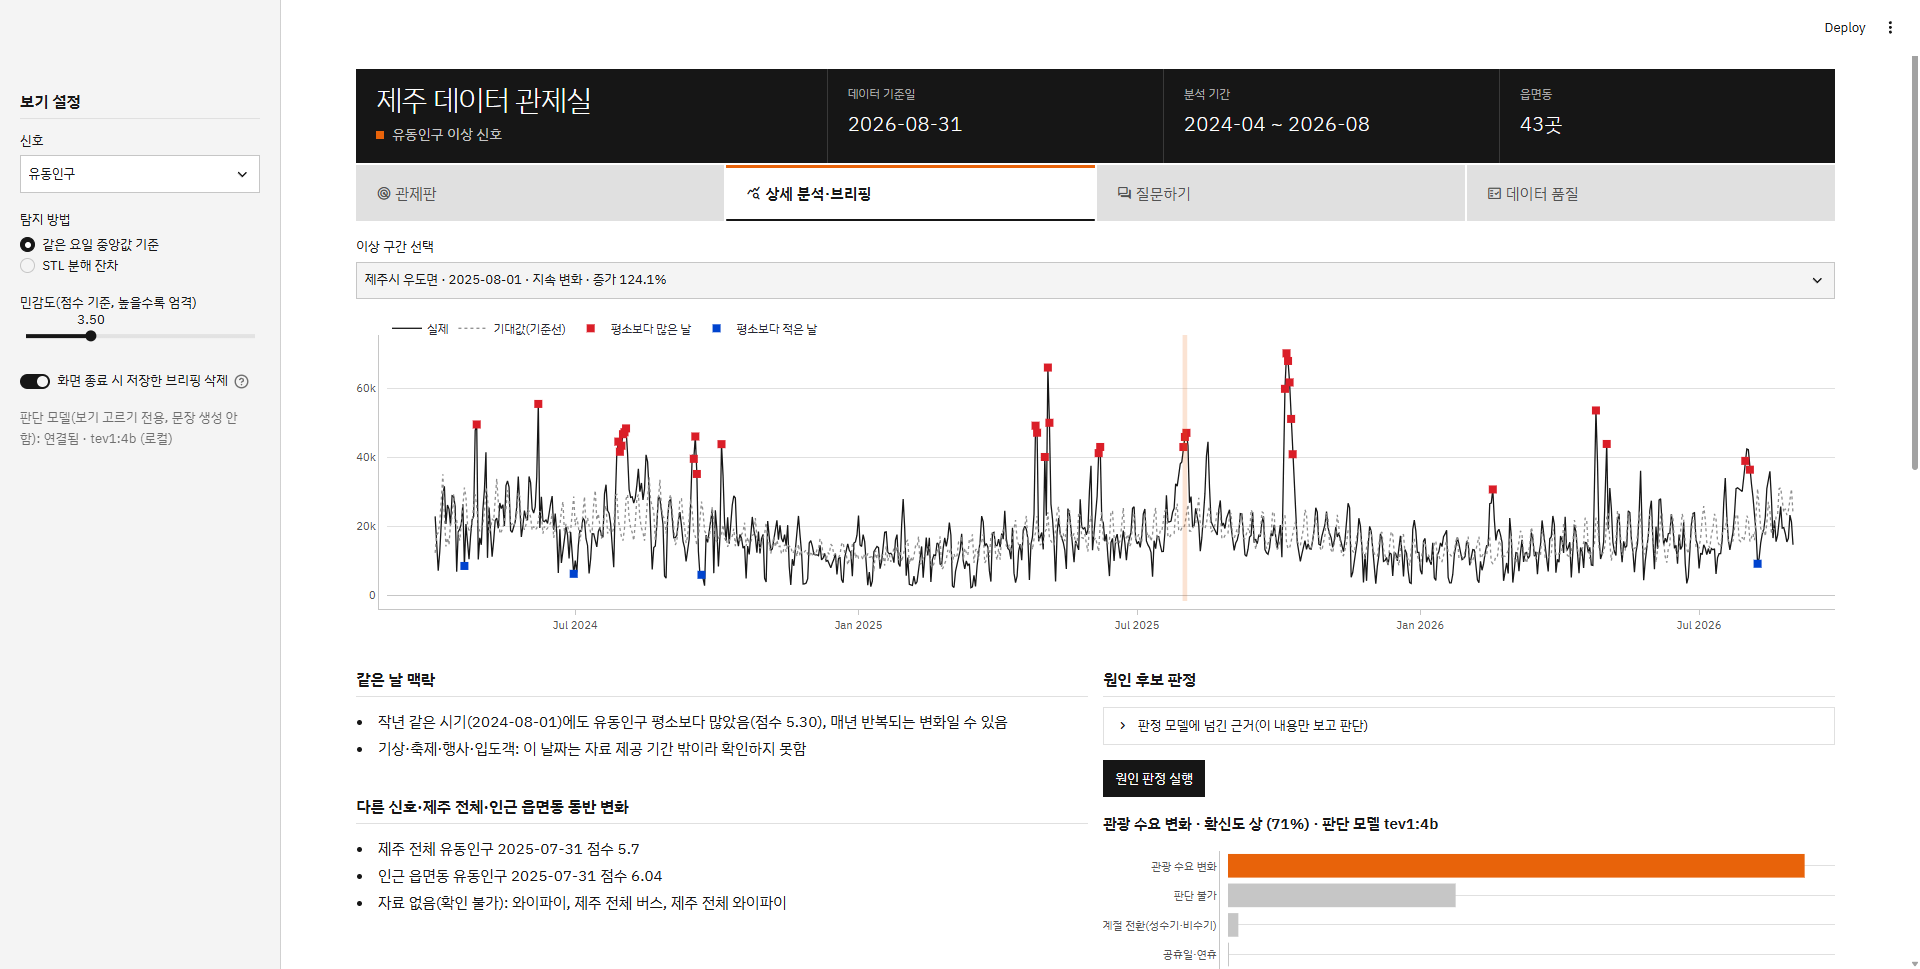 Deploy
보기 설정
신호
유동인구
탐지 방법
같은 요일 중앙값 기준
STL 분해 잔차
민감도(점수 기준, 높을수록 엄격)
3.50
화면 종료 시 저장한 브리핑 삭제
판단 모델(보기 고르기 전용, 문장 생성 안
함): 연결됨 · tev1:4b (로컬)
제주 데이터 관제실
유동인구 이상 신호
데이터 기준일
2026-08-31
분석 기간
2024-04 ~ 2026-08
읍면동
43곳
관제판
상세 분석·브리핑
질문하기
데이터 품질
이상 구간 선택
제주시 우도면 · 2025-08-01 · 지속 변화 · 증가 124.1%
실제 기대값(기준선) 평소보다 많은 날 평소보다 적은 날
60k
40k
20k
0
Jul 2024 Jan 2025 Jul 2025 Jan 2026 Jul 2026
같은 날 맥락
작년 같은 시기(2024-08-01)에도 유동인구 평소보다 많았음(점수 5.30), 매년 반복되는 변화일 수 있음
기상·축제·행사·입도객: 이 날짜는 자료 제공 기간 밖이라 확인하지 못함
다른 신호·제주 전체·인근 읍면동 동반 변화
제주 전체 유동인구 2025-07-31 점수 5.7
인근 읍면동 유동인구 2025-07-31 점수 6.04
자료 없음(확인 불가): 와이파이, 제주 전체 버스, 제주 전체 와이파이
원인 후보 판정
판정 모델에 넘긴 근거(이 내용만 보고 판단)
원인 판정 실행
관광 수요 변화 · 확신도 상 (71%) · 판단 모델 tev1:4b
관광 수요 변화
판단 불가
계절 전환(성수기·비수기)
공휴일·연휴